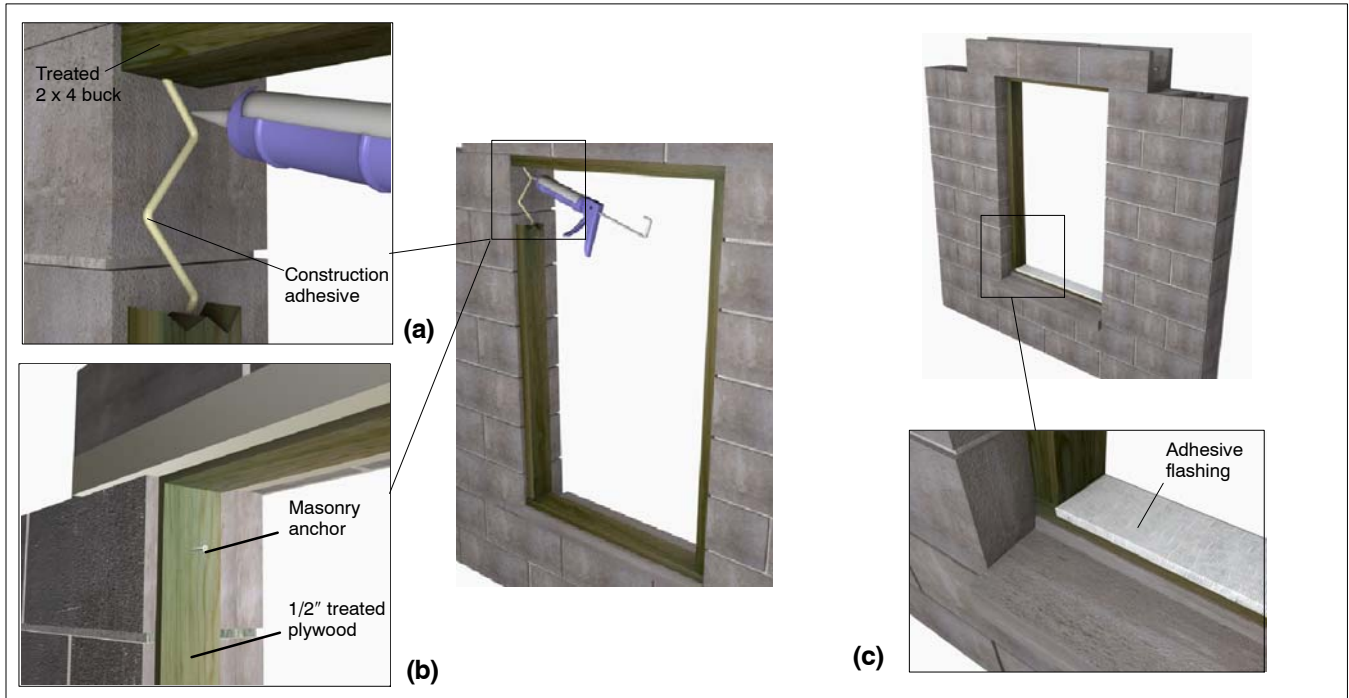 Treated
2 x 4 buck
Construction
adhesive
(a)
Masonry
anchor
1/2″ treated
plywood
(b)
(c)
Adhesive
flashing